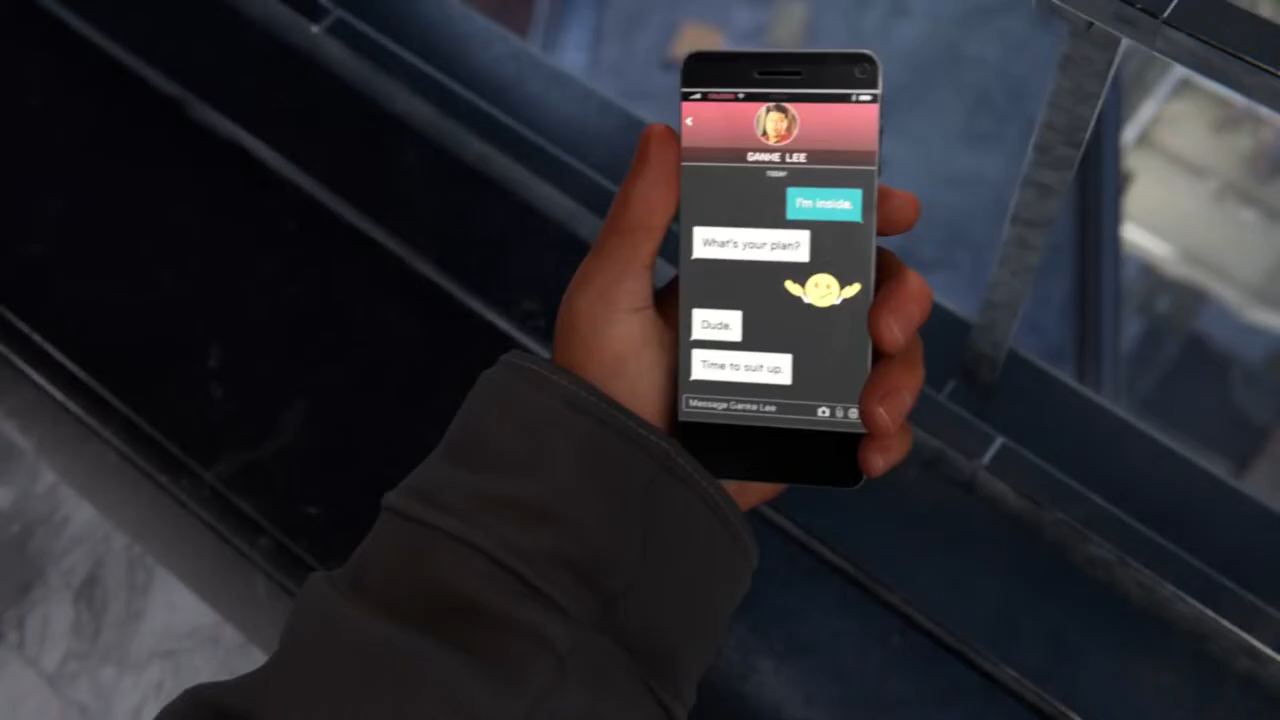 GANKE LEE
TODAY
I'm inside.
What's your plan?
Dude.
Time to suit up.
Message Ganke Lee